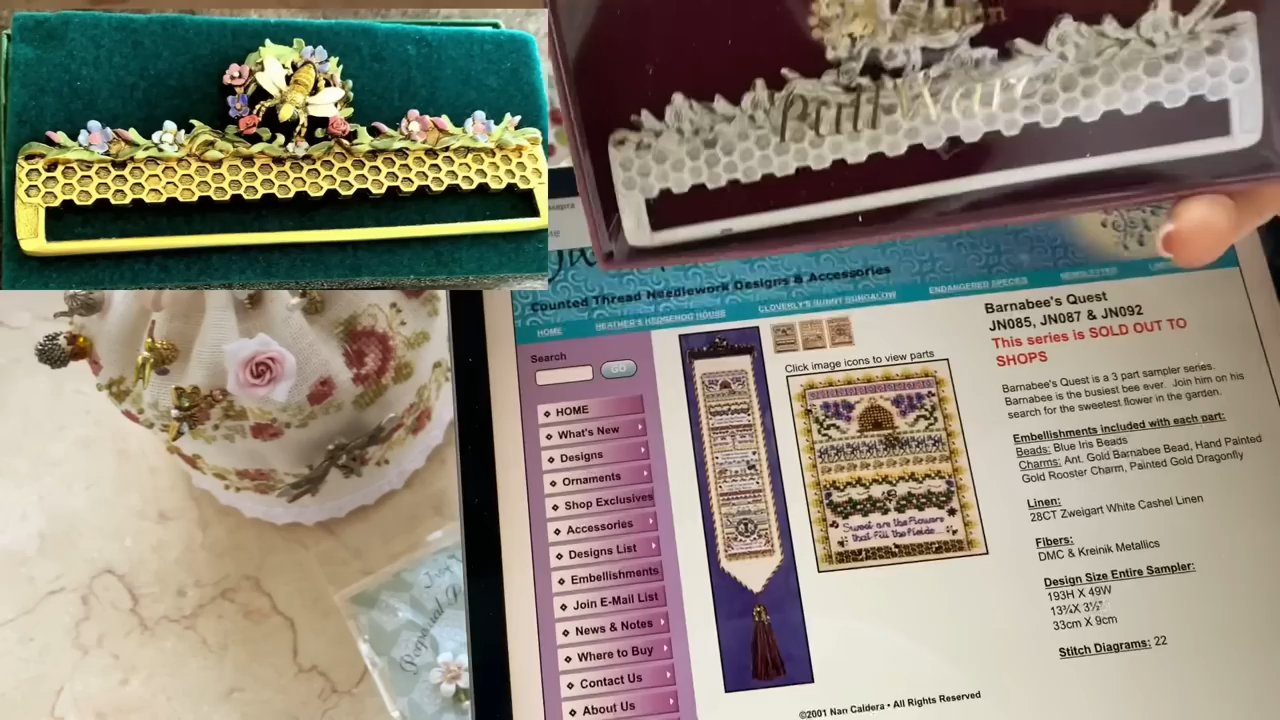 Bell Ware
марта
Counted Thread Needlework Designs & Accessories
HOME
HEATHER'S HEDGEHOG HOUSE
CLOVERLY'S BUNNY BUNGALOW
ENDANGERED SPECIES
NEWSLETTER
Search
GO
HOME
What's New
Designs
Ornaments
Shop Exclusives
Accessories
Designs List
Embellishments
Join E-Mail List
News & Notes
Where to Buy
Contact Us
About Us
Click image icons to view parts
Sweet are the flowers
that fill the fields
Barnabee's Quest
JN085, JN087 & JN092
This series is SOLD OUT TO
SHOPS
Barnabee's Quest is a 3 part sampler series.
Barnabee is the busiest bee ever. Join him on his
search for the sweetest flower in the garden.
Embellishments included with each part:
Beads: Blue Iris Beads
Charms: Ant. Gold Barnabee Bead, Hand Painted
Gold Rooster Charm, Painted Gold Dragonfly
Linen:
28CT Zweigart White Cashel Linen
Fibers:
DMC & Kreinik Metallics
Design Size Entire Sampler:
193H X 49W
13¾X 3½"
33cm X 9cm
Stitch Diagrams: 22
©2001 Nan Caldera • All Rights Reserved